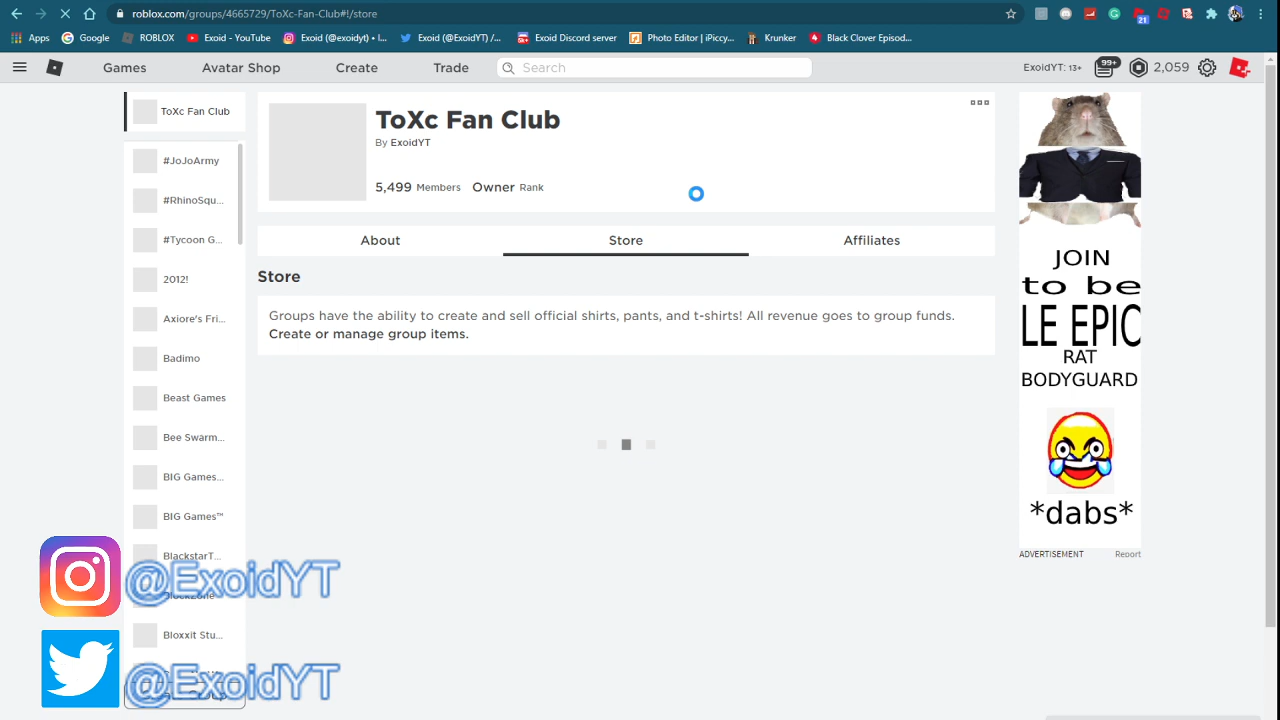 roblox.com/groups/4665729/ToXc-Fan-Club#!/store
21
Apps
Google
ROBLOX
Exoid - YouTube
Exoid (@exoidyt) • I...
Exoid (@ExoidYT) /...
Exoid Discord server
Photo Editor | iPiccy...
Krunker
Black Clover Episod...
Games
Avatar Shop
Create
Trade
Search
ExoidYT: 13+
99+
2,059
ToXc Fan Club
#JoJoArmy
#RhinoSqu...
#Tycoon G...
2012!
Axiore's Fri...
Badimo
Beast Games
Bee Swarm...
BIG Games...
BIG Games™
BlackstarT...
BlockZone
Bloxxit Stu...
ToXc Fan Club
By ExoidYT
5,499 Members Owner Rank
About
Store
Affiliates
Store
Groups have the ability to create and sell official shirts, pants, and t-shirts! All revenue goes to group funds.
Create or manage group items.
JOIN
to be
LE EPIC
RAT
BODYGUARD
*dabs*
ADVERTISEMENT
Report
@ExoidYT
@ExoidYT